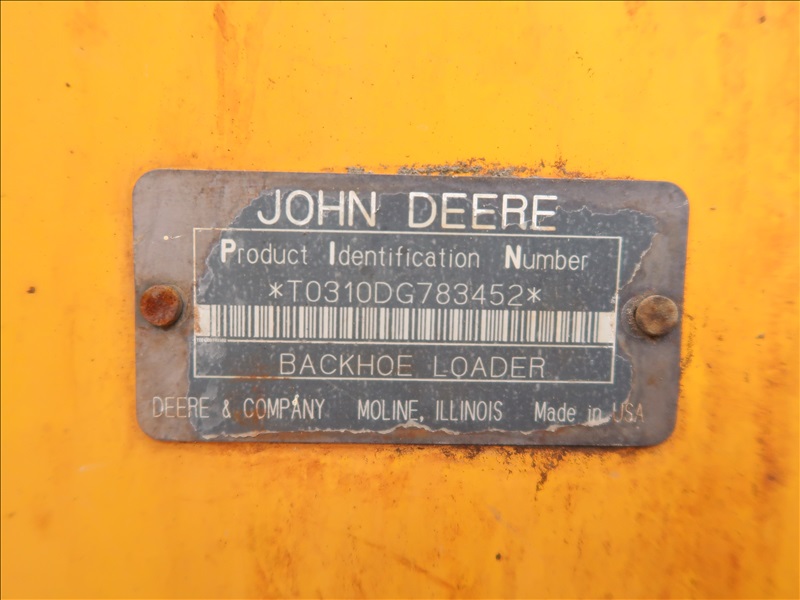 JOHN DEERE
Product Identification Number
*T0310DG783452*
BACKHOE LOADER
DEERE & COMPANY MOLINE, ILLINOIS Made in USA